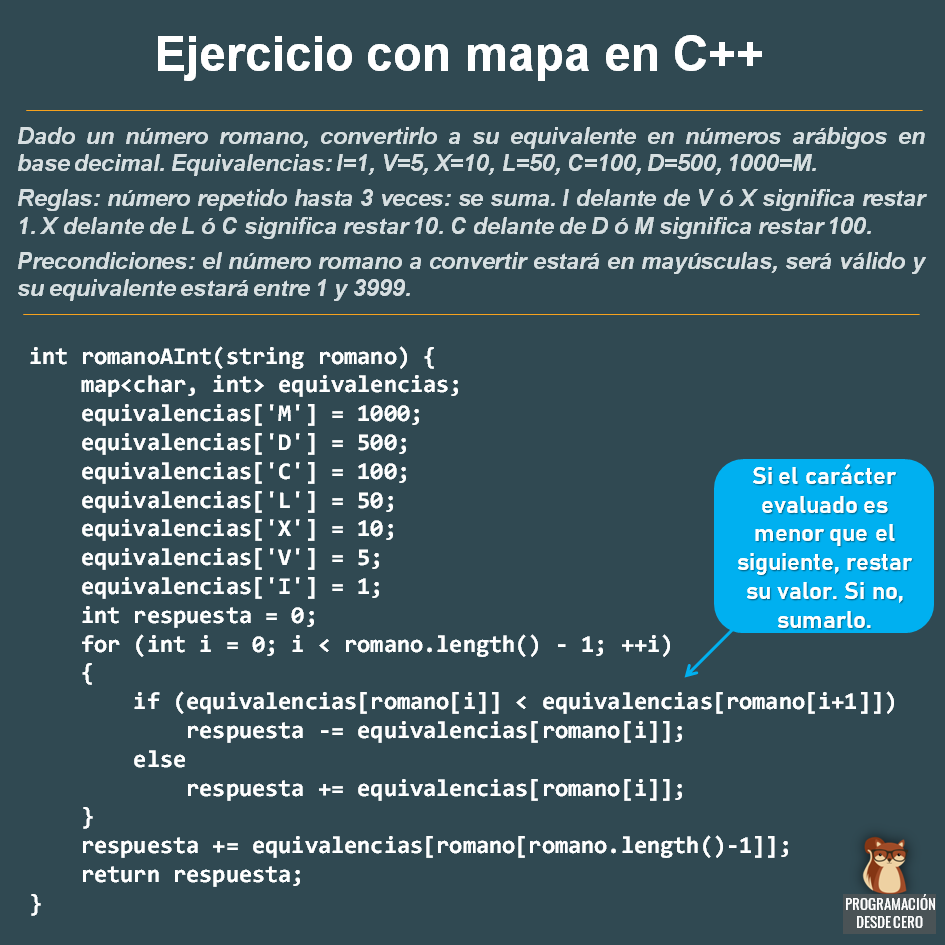 Ejercicio con mapa en C++
Dado un número romano, convertirlo a su equivalente en números arábigos en
base decimal. Equivalencias: I=1, V=5, X=10, L=50, C=100, D=500, 1000=M.
Reglas: número repetido hasta 3 veces: se suma. I delante de V ó X significa restar
1. X delante de L ó C significa restar 10. C delante de D ó M significa restar 100.
Precondiciones: el número romano a convertir estará en mayúsculas, será válido y
su equivalente estará entre 1 y 3999.
int romanoAInt(string romano) {
    map<char, int> equivalencias;
    equivalencias['M'] = 1000;
    equivalencias['D'] = 500;
    equivalencias['C'] = 100;
    equivalencias['L'] = 50;
    equivalencias['X'] = 10;
    equivalencias['V'] = 5;
    equivalencias['I'] = 1;
    int respuesta = 0;
    for (int i = 0; i < romano.length() - 1; ++i)
    {
        if (equivalencias[romano[i]] < equivalencias[romano[i+1]])
            respuesta -= equivalencias[romano[i]];
        else
            respuesta += equivalencias[romano[i]];
    }
    respuesta += equivalencias[romano[romano.length()-1]];
    return respuesta;
}
Si el carácter
evaluado es
menor que el
siguiente, restar
su valor. Si no,
sumarlo.
PROGRAMACIÓN
DESDE CERO